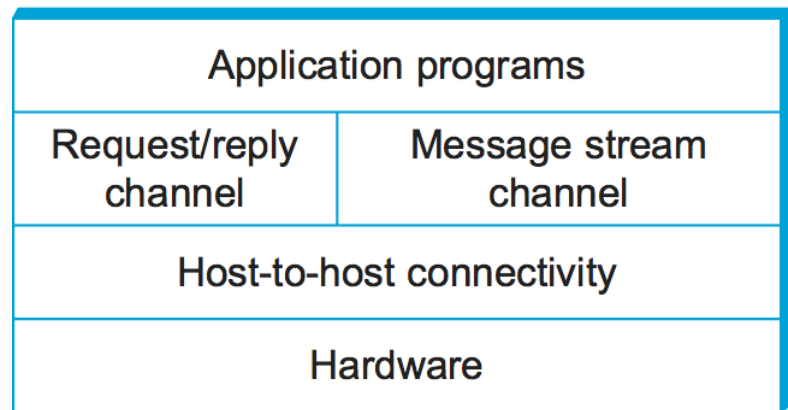 Application programs
Request/reply
channel
Message stream
channel
Host-to-host connectivity
Hardware